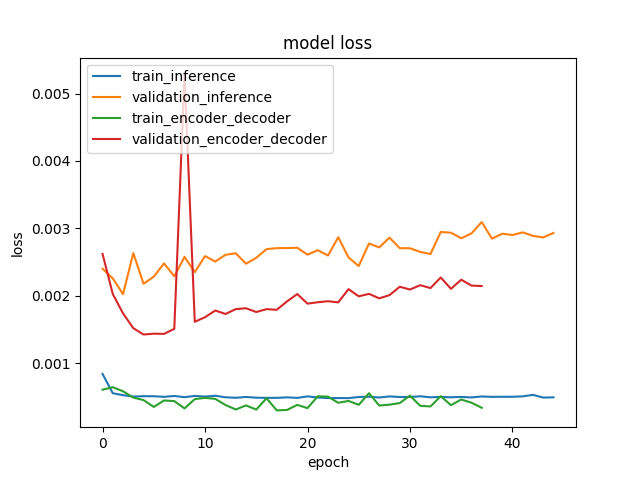 model loss
train_inference
validation_inference
train_encoder_decoder
validation_encoder_decoder
0.005
0.004
0.003
0.002
0.001
loss
0 10 20 30 40
epoch